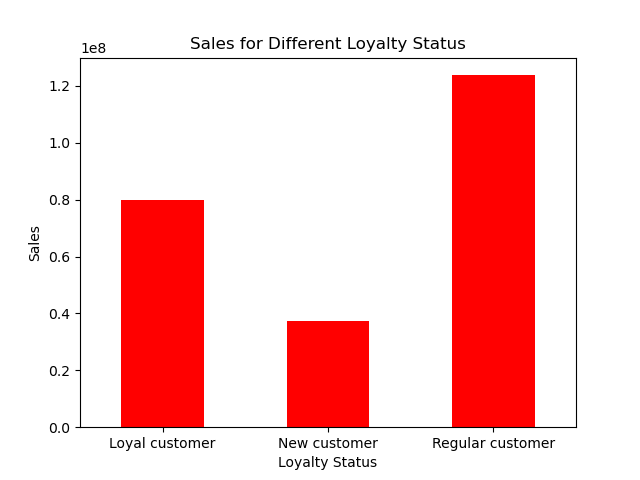 Sales for Different Loyalty Status
1e8
1.2
1.0
0.8
0.6
0.4
0.2
0.0
Sales
Loyal customer
New customer
Regular customer
Loyalty Status